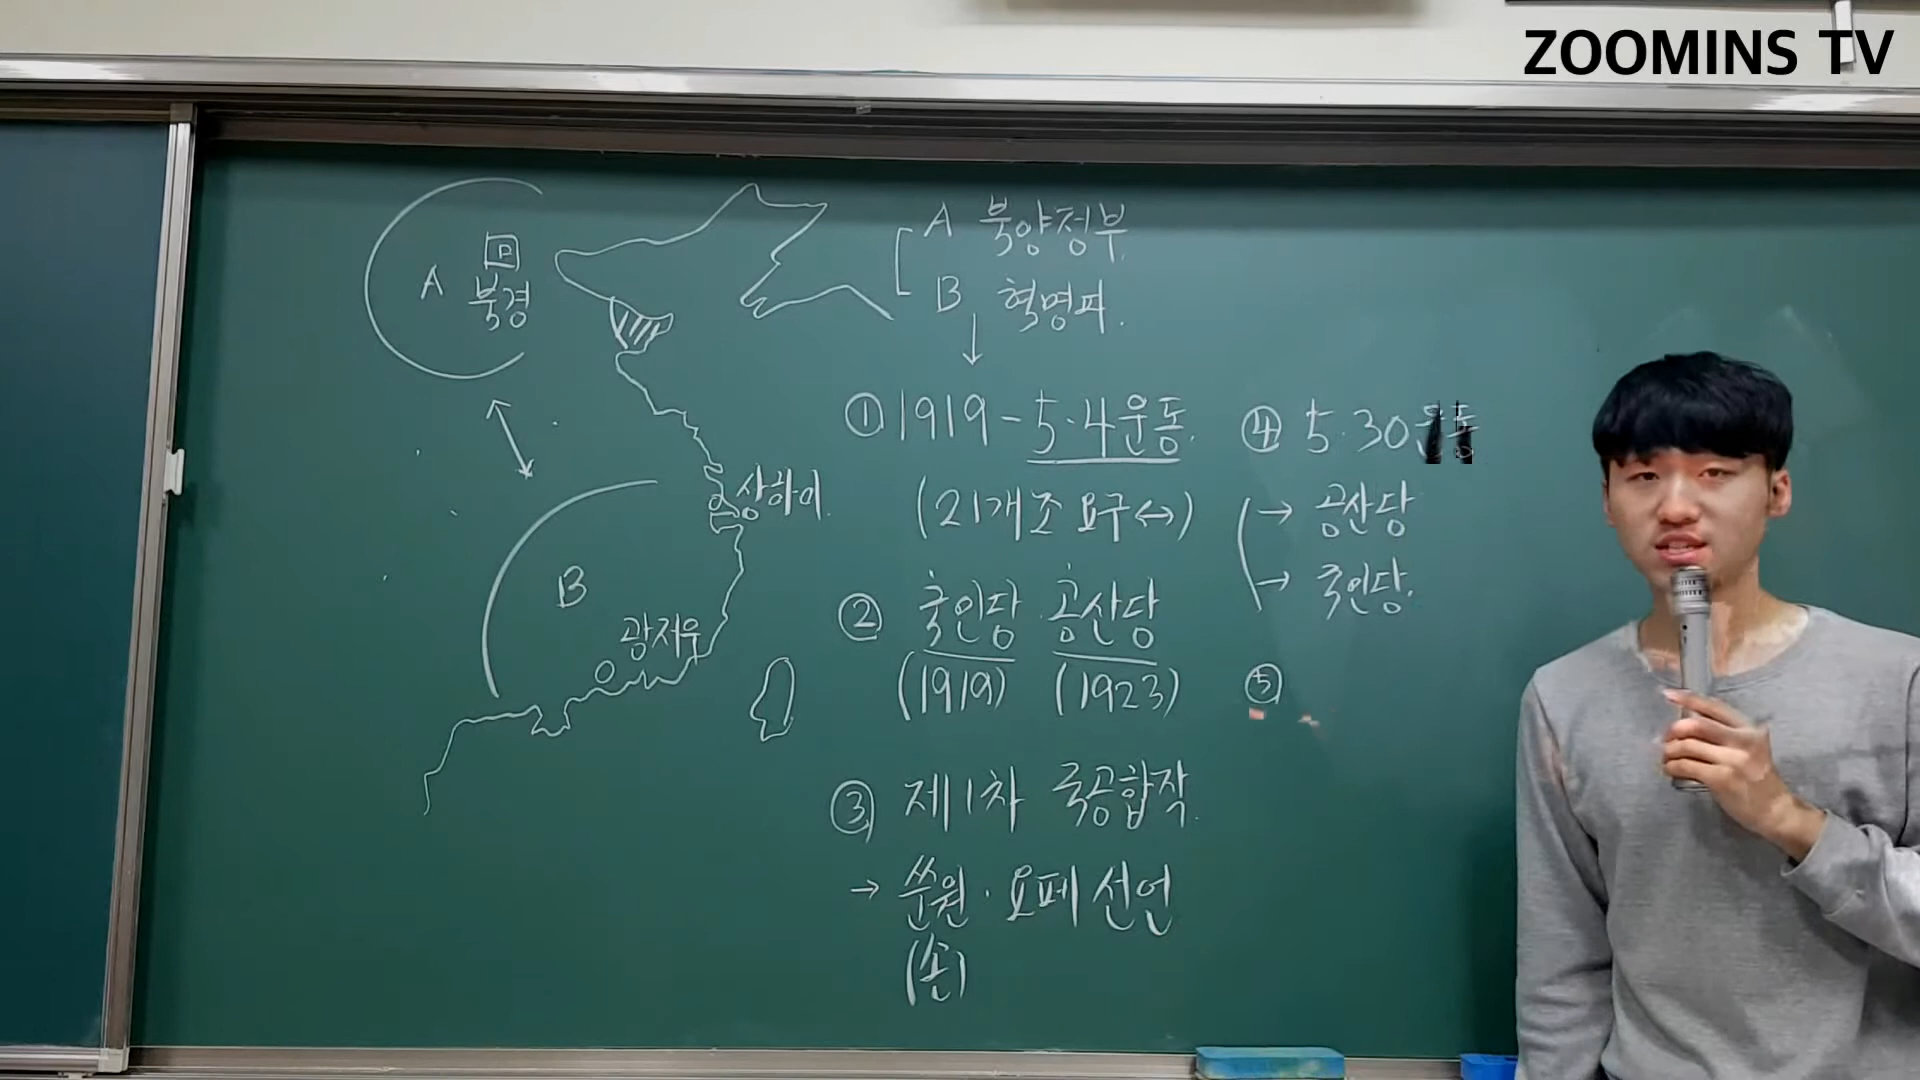 ZOOMINS TV
A 북경
A 북양정부
B 혁명파.
상하이.
B
광저우
① 1919 - 5·4운동.
(21개조 요구↔)
② 국민당 공산당
(1919) (1923)
③ 제1차 국공합작.
→ 쑨원·요페 선언
(손)
④ 5·30운동
→ 공산당
→ 국민당.
⑤